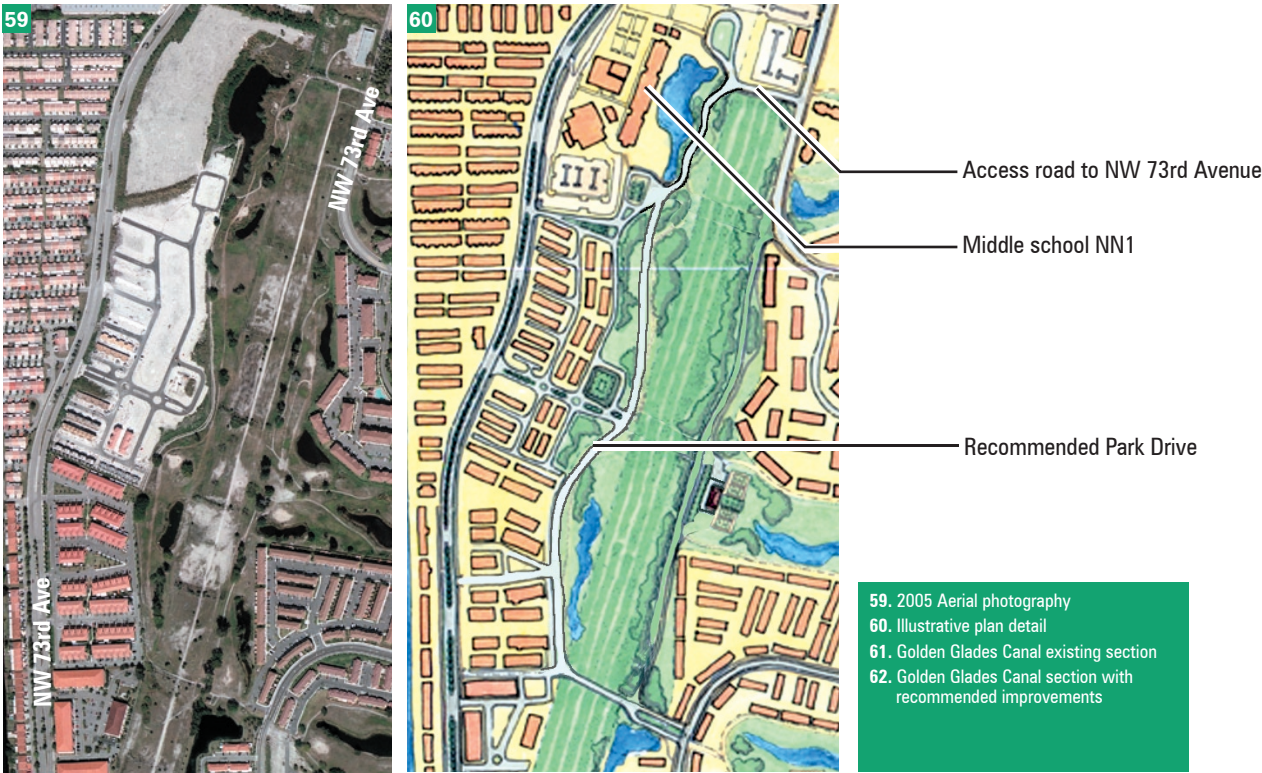 59
NW 73rd Ave
NW 73rd Ave
60
Access road to NW 73rd Avenue
Middle school NN1
Recommended Park Drive
59. 2005 Aerial photography
60. Illustrative plan detail
61. Golden Glades Canal existing section
62. Golden Glades Canal section with
recommended improvements